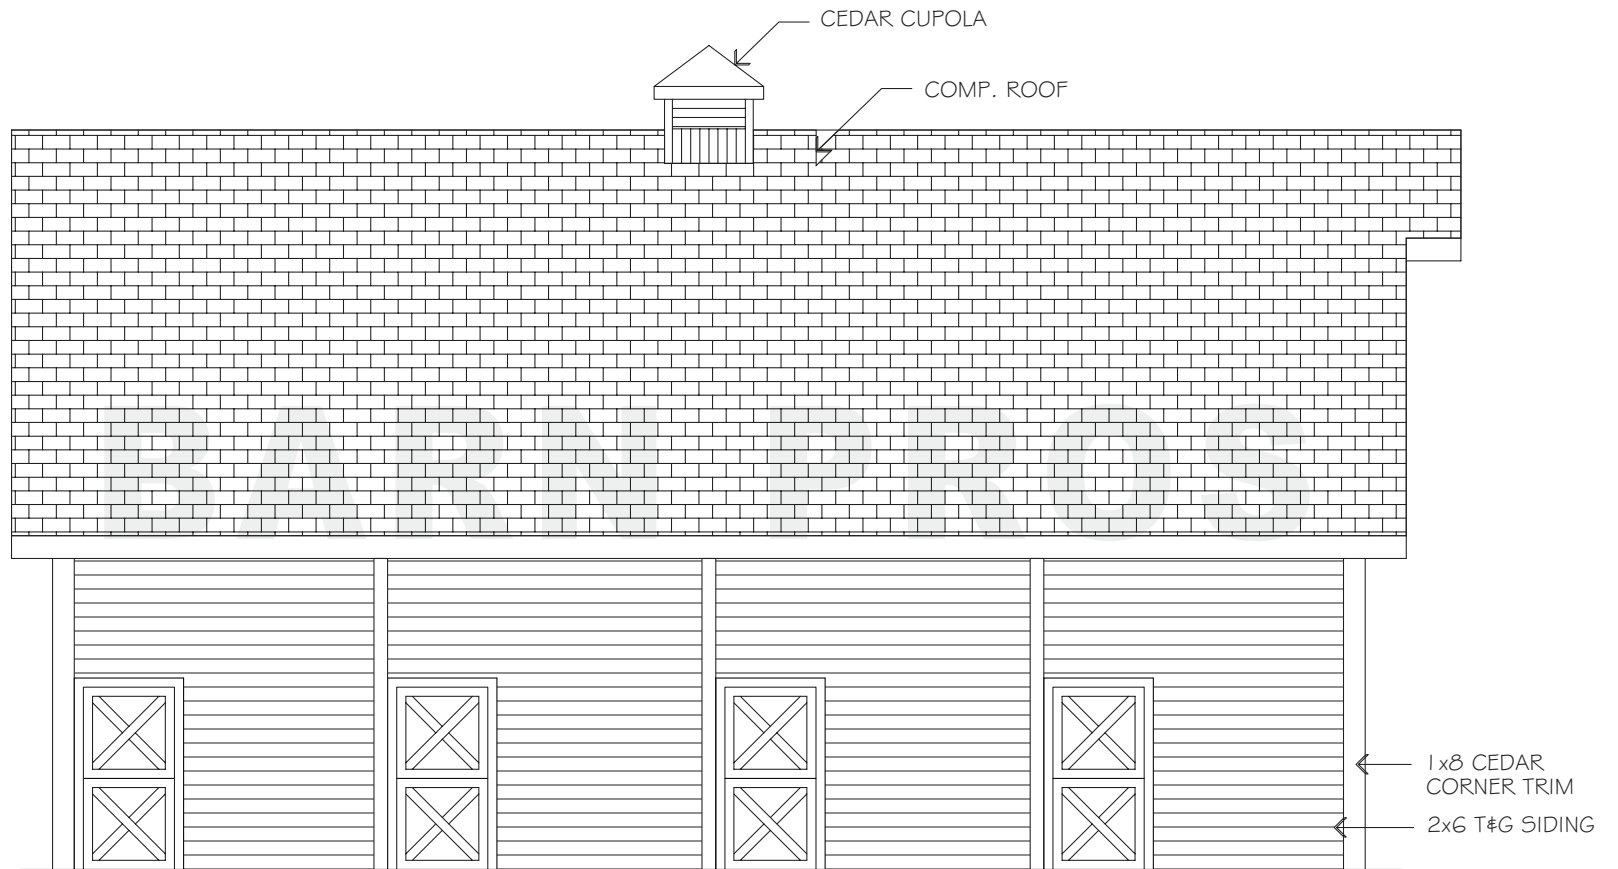 CEDAR CUPOLA
COMP. ROOF
BARN PROS
1x8 CEDAR
CORNER TRIM
2x6 T&G SIDING